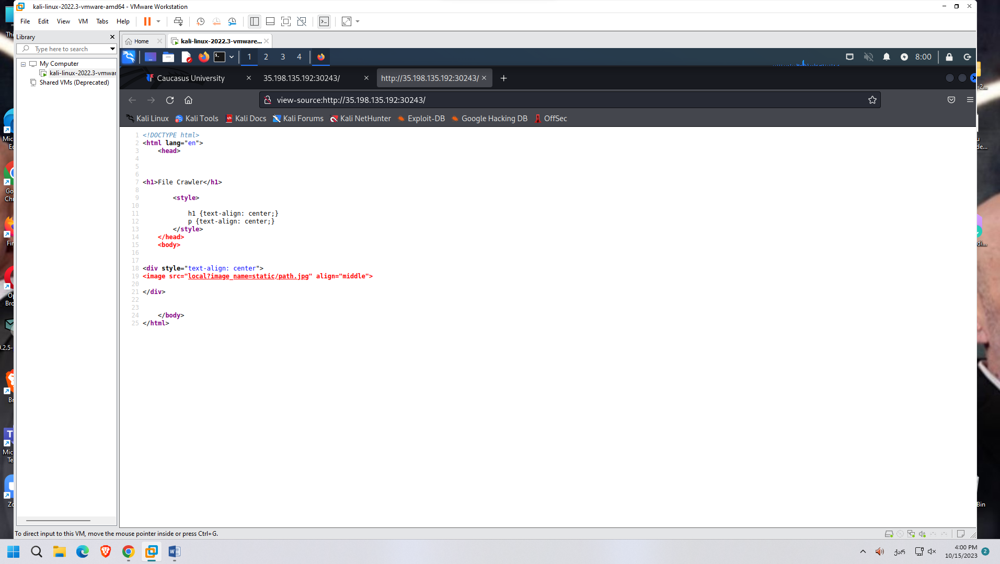 kali-linux-2022.3-vmware-amd64 - VMware Workstation
File Edit View VM Tabs Help
Library
Type here to search
My Computer
kali-linux-2022.3-vmwar
Shared VMs (Deprecated)
Home
kali-linux-2022.3-vmware...
1 2 3 4
8:00
Caucasus University
35.198.135.192:30243/
http://35.198.135.192:30243/
view-source:http://35.198.135.192:30243/
Kali Linux
Kali Tools
Kali Docs
Kali Forums
Kali NetHunter
Exploit-DB
Google Hacking DB
OffSec
1 <!DOCTYPE html>
2 <html lang="en">
3 <head>
4
5
6
7 <h1>File Crawler</h1>
8
9 <style>
10
11 h1 {text-align: center;}
12 p {text-align: center;}
13 </style>
14 </head>
15 <body>
16
17
18 <div style="text-align: center">
19 <image src="local?image_name=static/path.jpg" align="middle">
20
21 </div>
22
23
24 </body>
25 </html>
To direct input to this VM, move the mouse pointer inside or press Ctrl+G.
Bin
ქარ
4:00 PM
10/15/2023
2